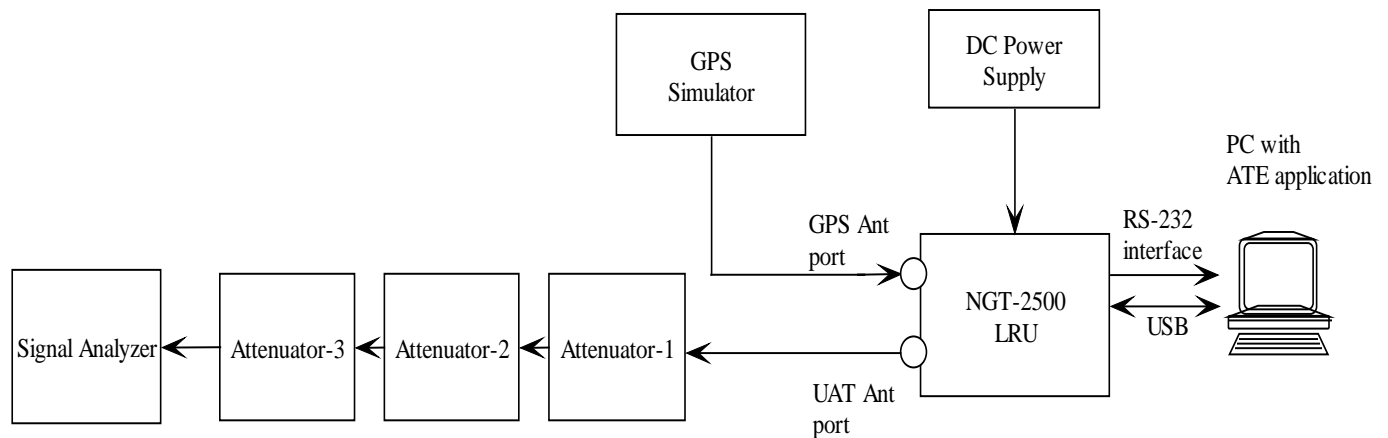 GPS
Simulator
DC Power
Supply
PC with
ATE application
GPS Ant
port
RS-232
interface
NGT-2500
LRU
USB
Signal Analyzer
Attenuator-3
Attenuator-2
Attenuator-1
UAT Ant
port